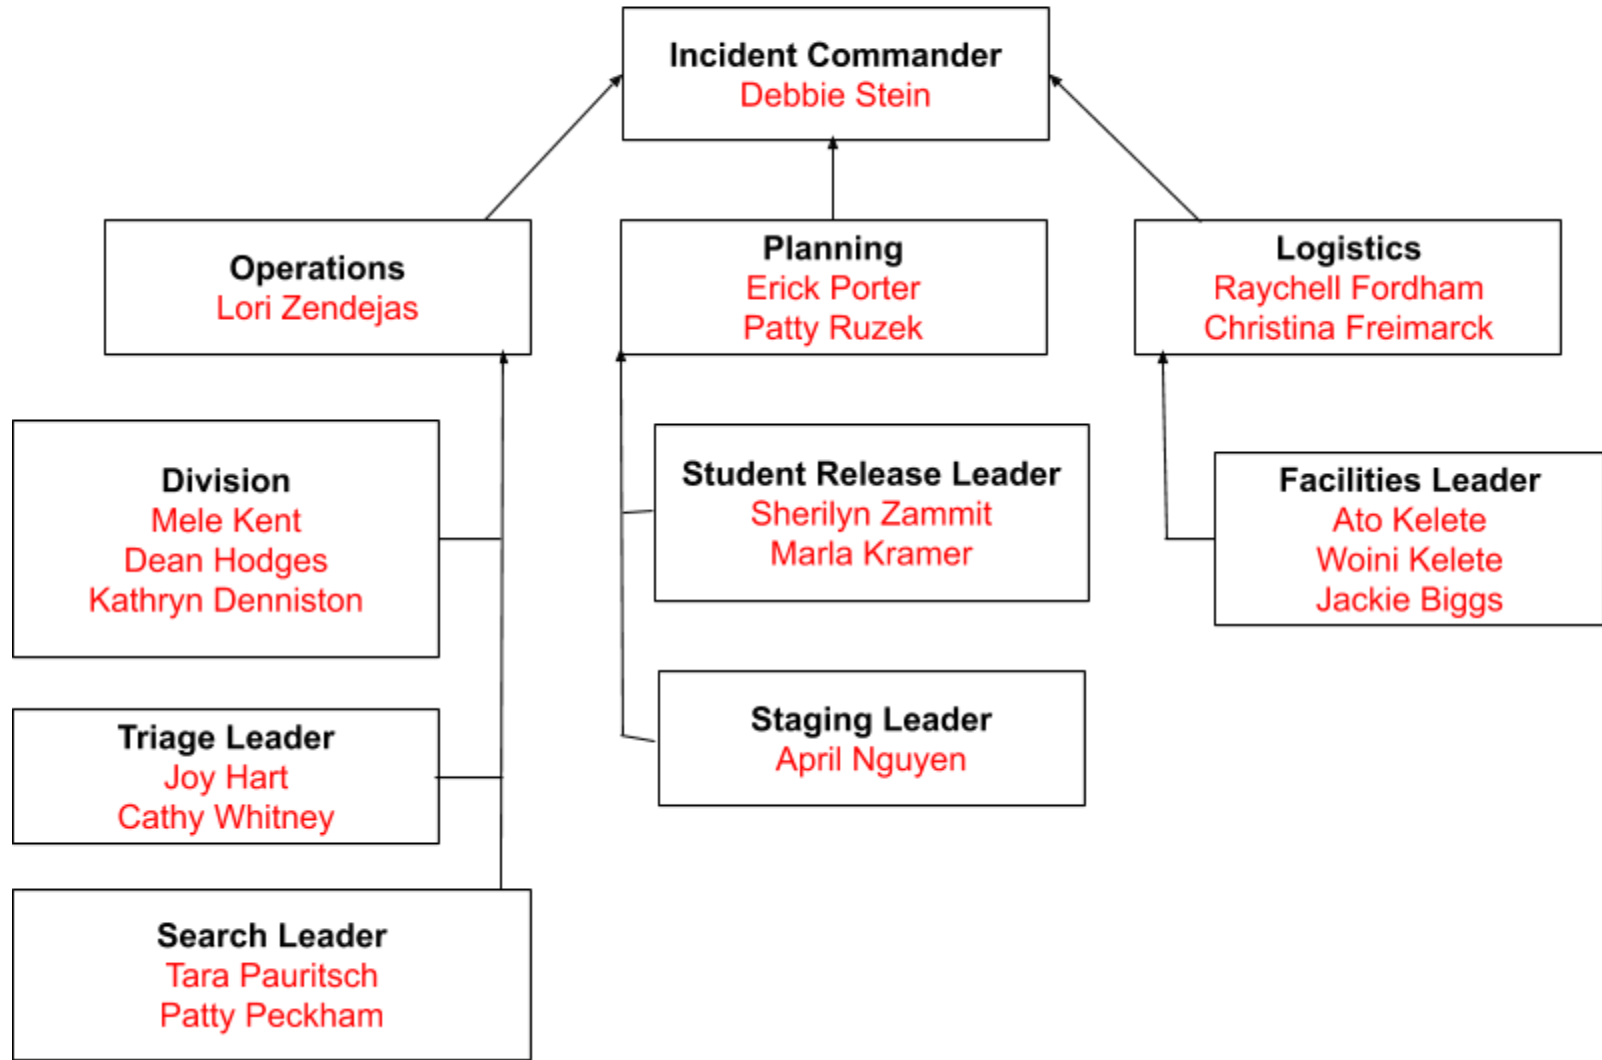 Incident Commander
Debbie Stein
Operations
Lori Zendejas
Planning
Erick Porter
Patty Ruzek
Logistics
Raychell Fordham
Christina Freimarck
Division
Mele Kent
Dean Hodges
Kathryn Denniston
Student Release Leader
Sherilyn Zammit
Marla Kramer
Facilities Leader
Ato Kelete
Woini Kelete
Jackie Biggs
Triage Leader
Joy Hart
Cathy Whitney
Staging Leader
April Nguyen
Search Leader
Tara Pauritsch
Patty Peckham